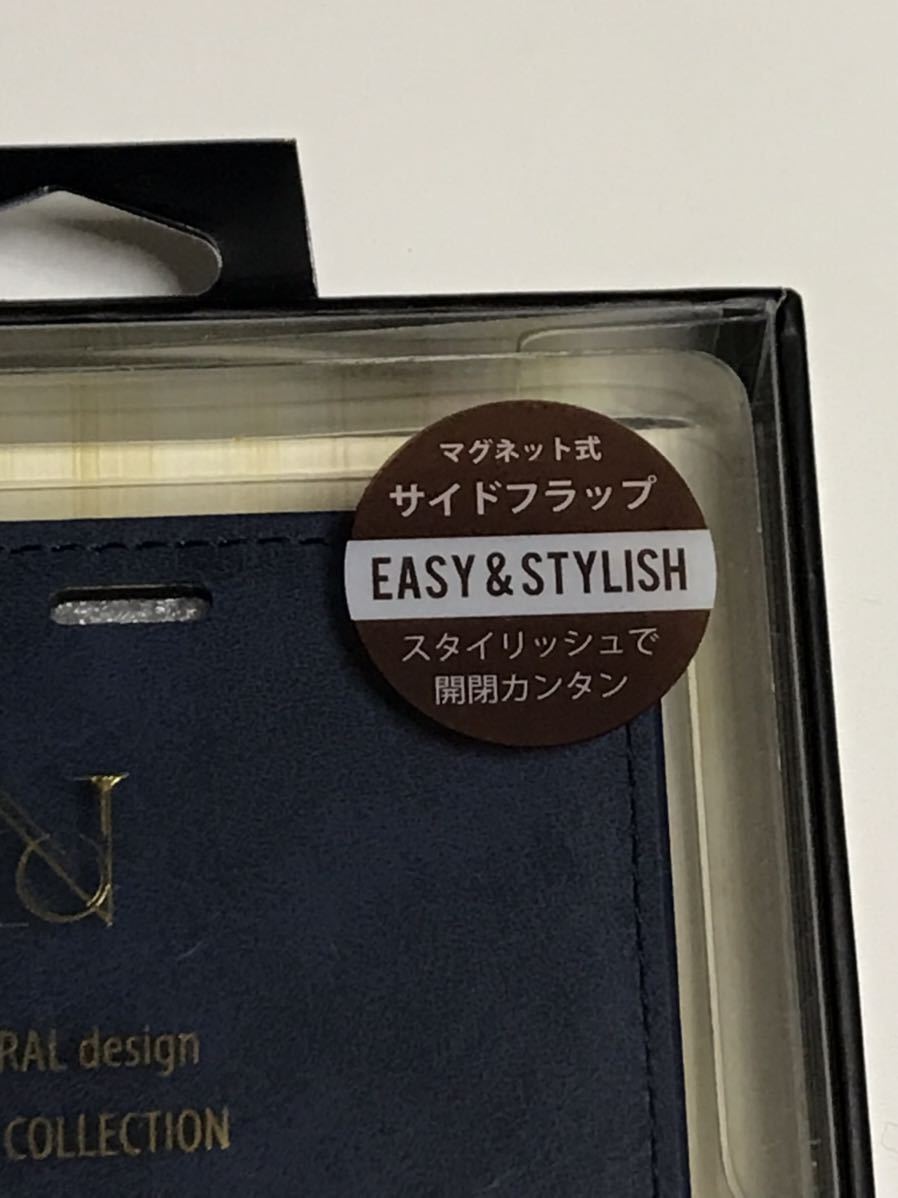 マグネット式
サイドフラップ
EASY & STYLISH
スタイリッシュで
開閉カンタン
RAL design
COLLECTION